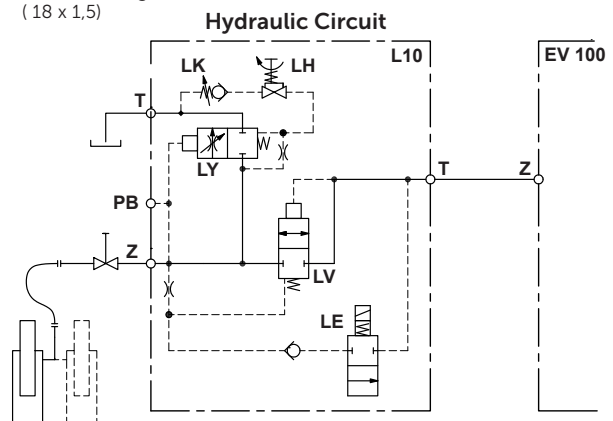 ( 18 x 1,5)
Hydraulic Circuit
L10
EV 100
LK
LH
T
LY
T
Z
PB
Z
LV
LE